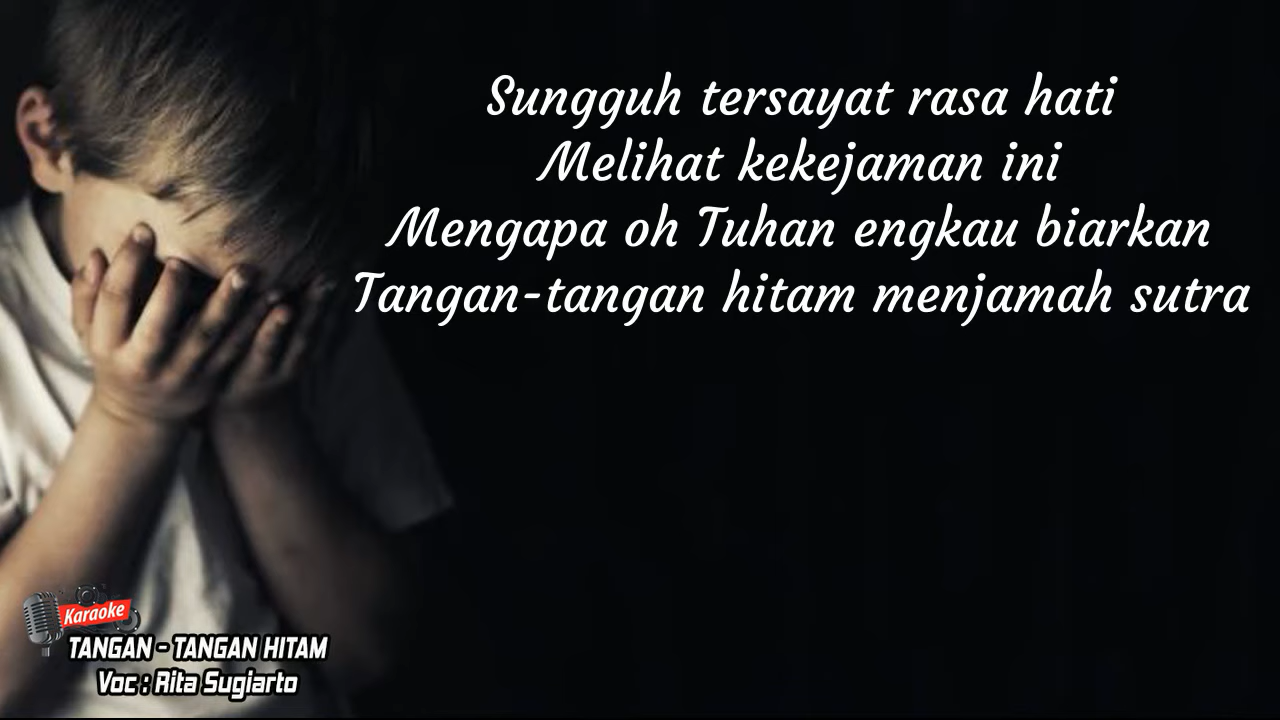 Sungguh tersayat rasa hati
Melihat kekejaman ini
Mengapa oh Tuhan engkau biarkan
Tangan-tangan hitam menjamah sutra
Karaoke
TANGAN - TANGAN HITAM
Voc : Rita Sugiarto